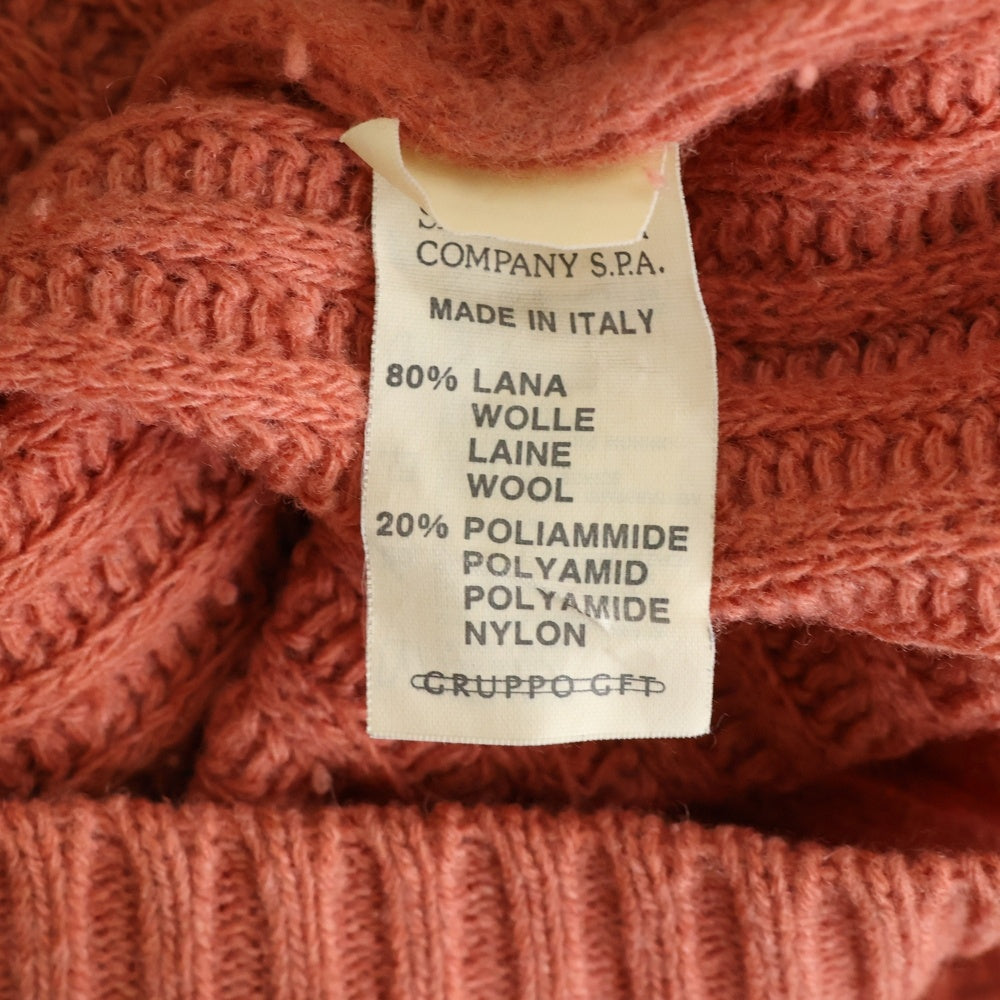 COMPANY S.P.A.
MADE IN ITALY
80% LANA
WOLLE
LAINE
WOOL
20% POLIAMMIDE
POLYAMID
POLYAMIDE
NYLON
GRUPPO GFT